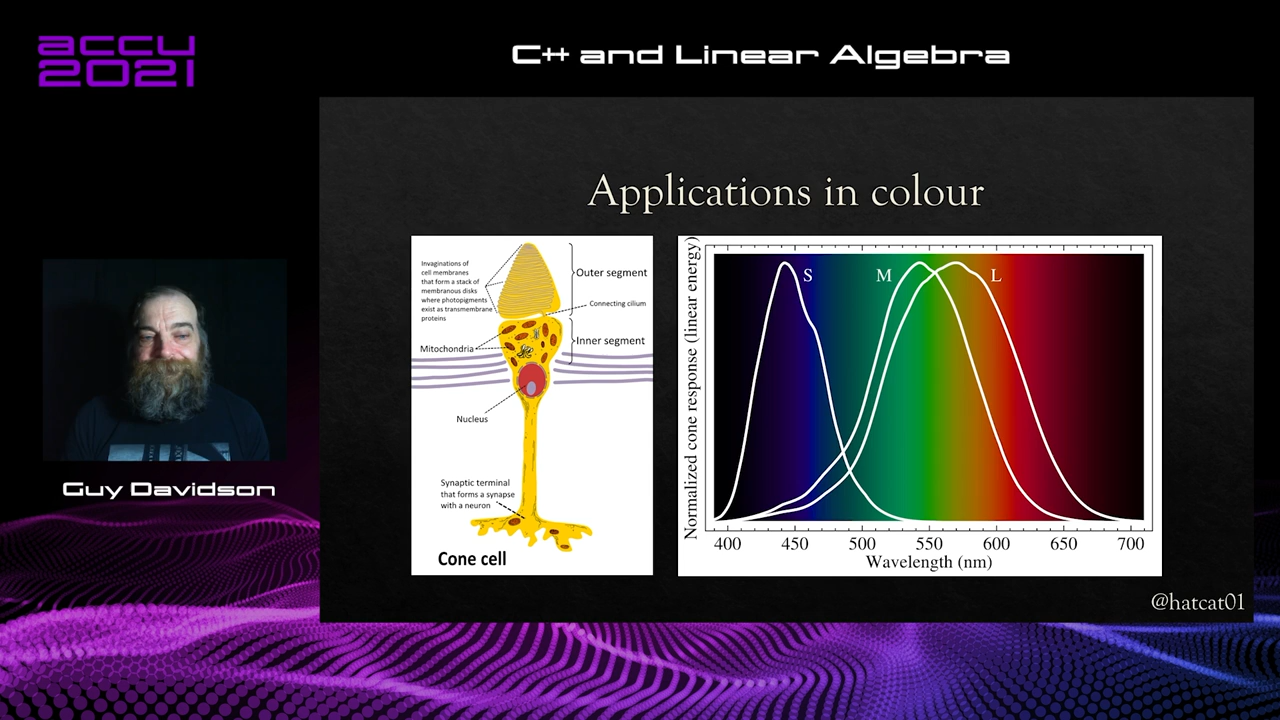 accu
2021
C++ and Linear Algebra
Guy Davidson
Applications in colour
Invaginations of
cell membranes
that form a stack of
membranous disks
where photopigments
exist as transmembrane
proteins
Outer segment
Connecting cilium
Mitochondria
Inner segment
Nucleus
Synaptic terminal
that forms a synapse
with a neuron
Cone cell
Normalized cone response (linear energy)
S
M
L
400 450 500 550 600 650 700
Wavelength (nm)
@hatcat01